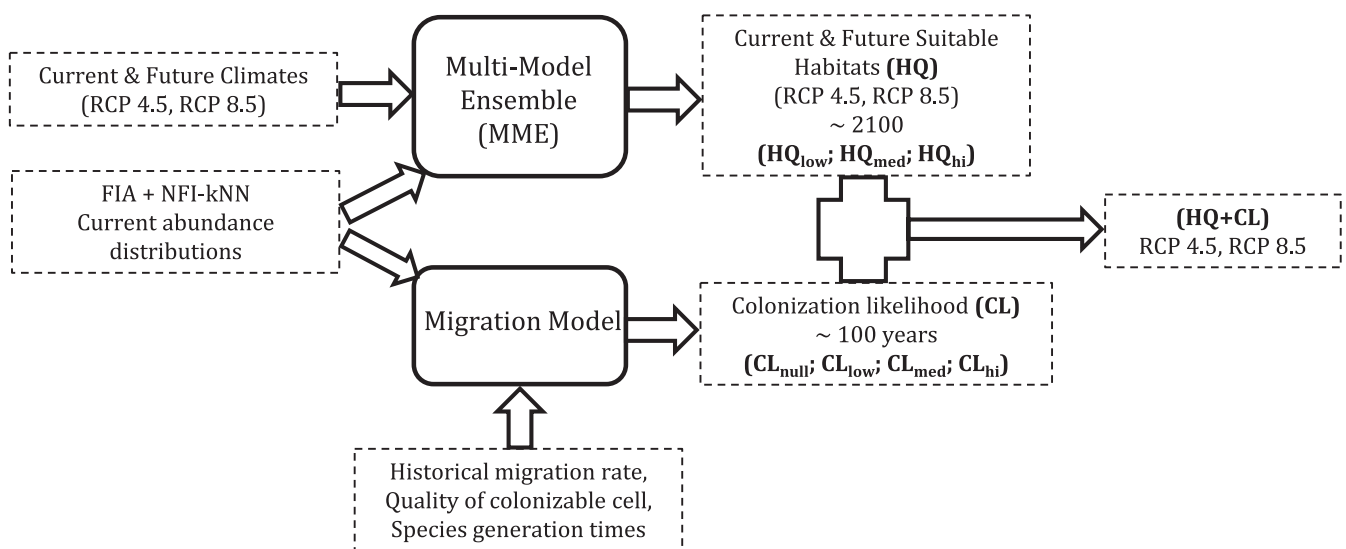 Current & Future Climates
(RCP 4.5, RCP 8.5)
FIA + NFI-kNN
Current abundance
distributions
Multi-Model
Ensemble
(MME)
Migration Model
Historical migration rate,
Quality of colonizable cell,
Species generation times
Current & Future Suitable
Habitats (HQ)
(RCP 4.5, RCP 8.5)
~ 2100
(HQlow; HQmed; HQhi)
Colonization likelihood (CL)
~ 100 years
(CLnull; CLlow; CLmed; CLhi)
(HQ+CL)
RCP 4.5, RCP 8.5